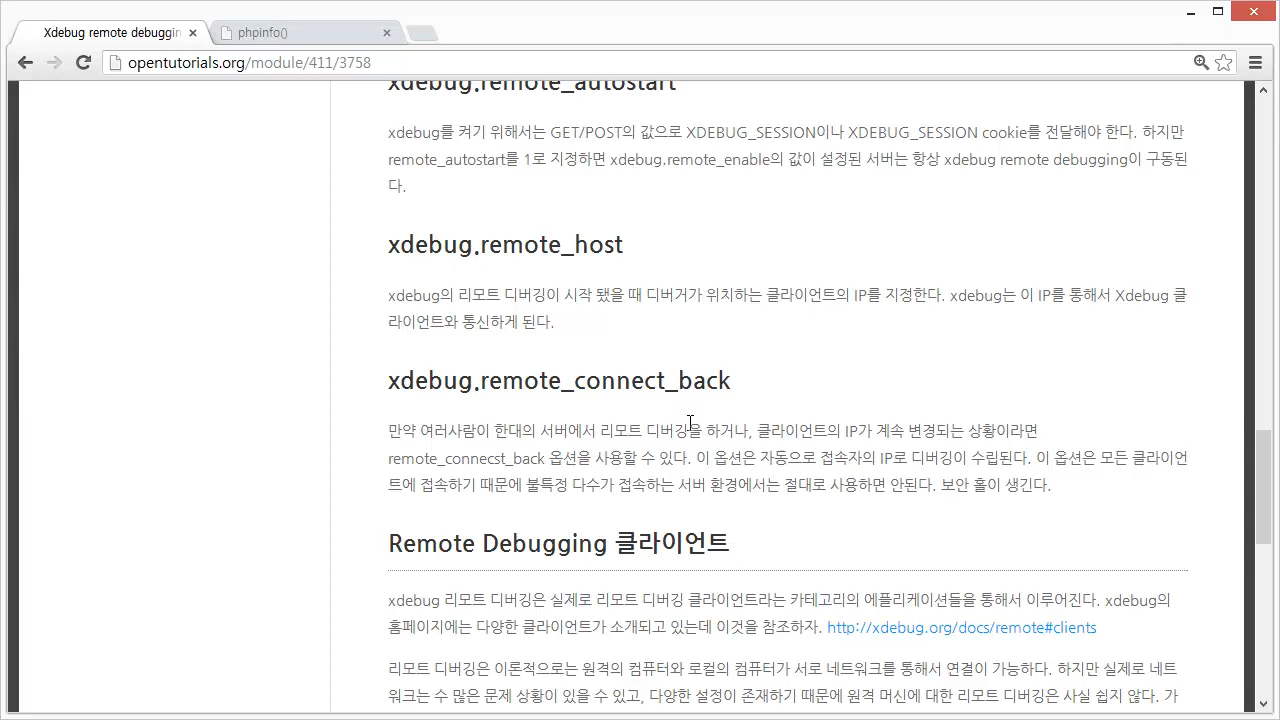 Xdebug remote debuggin
phpinfo()
opentutorials.org/module/411/3758
xdebug.remote_autostart
xdebug를 켜기 위해서는 GET/POST의 값으로 XDEBUG_SESSION이나 XDEBUG_SESSION cookie를 전달해야 한다. 하지만
remote_autostart를 1로 지정하면 xdebug.remote_enable의 값이 설정된 서버는 항상 xdebug remote debugging이 구동된
다.
xdebug.remote_host
xdebug의 리모트 디버깅이 시작 됐을 때 디버거가 위치하는 클라이언트의 IP를 지정한다. xdebug는 이 IP를 통해서 Xdebug 클
라이언트와 통신하게 된다.
xdebug.remote_connect_back
만약 여러사람이 한대의 서버에서 리모트 디버깅을 하거나, 클라이언트의 IP가 계속 변경되는 상황이라면
remote_connecst_back 옵션을 사용할 수 있다. 이 옵션은 자동으로 접속자의 IP로 디버깅이 수립된다. 이 옵션은 모든 클라이언
트에 접속하기 때문에 불특정 다수가 접속하는 서버 환경에서는 절대로 사용하면 안된다. 보안 홀이 생긴다.
Remote Debugging 클라이언트
xdebug 리모트 디버깅은 실제로 리모트 디버깅 클라이언트라는 카테고리의 에플리케이션들을 통해서 이루어진다. xdebug의
홈페이지에는 다양한 클라이언트가 소개되고 있는데 이것을 참조하자. http://xdebug.org/docs/remote#clients
리모트 디버깅은 이론적으로는 원격의 컴퓨터와 로컬의 컴퓨터가 서로 네트워크를 통해서 연결이 가능하다. 하지만 실제로 네트
워크는 수 많은 문제 상황이 있을 수 있고, 다양한 설정이 존재하기 때문에 원격 머신에 대한 리모트 디버깅은 사실 쉽지 않다. 가